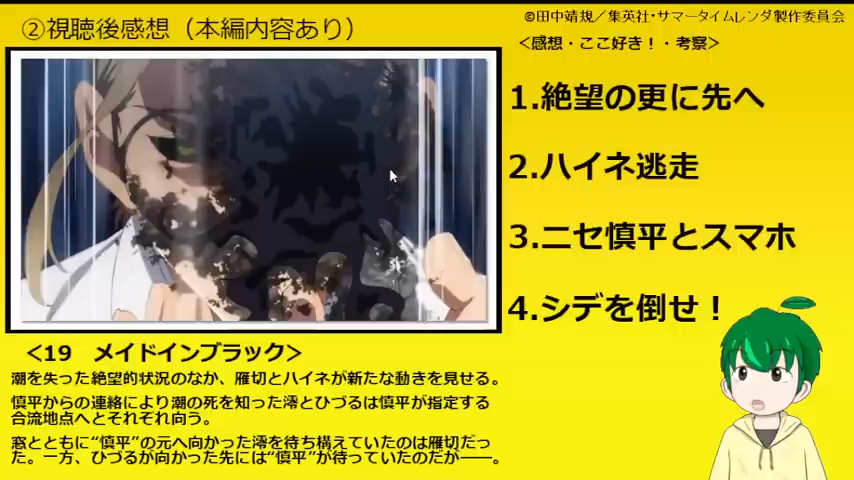 ©田中靖規／集英社・サマータイムレンダ製作委員会
②視聴後感想（本編内容あり）
＜感想・ここ好き！・考察＞
1.絶望の更に先へ
2.ハイネ逃走
3.ニセ慎平とスマホ
4.シデを倒せ！
＜19　メイドインブラック＞
潮を失った絶望的状況のなか、雁切とハイネが新たな動きを見せる。
慎平からの連絡により潮の死を知った澪とひづるは慎平が指定する
合流地点へとそれぞれ向う。
窓とともに“慎平”の元へ向かった澪を待ち構えていたのは雁切だっ
た。一方、ひづるが向かった先には“慎平”が待っていたのだが――。